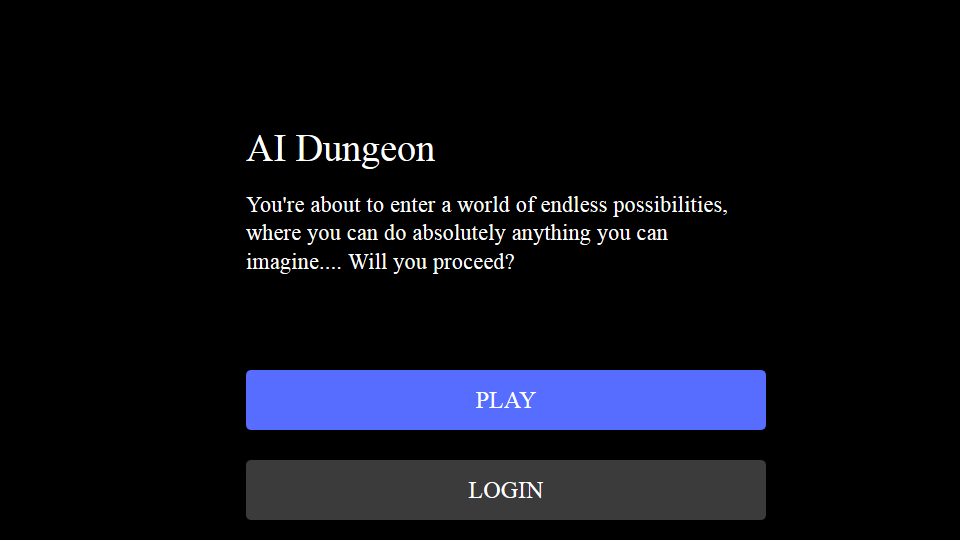 AI Dungeon
You're about to enter a world of endless possibilities,
where you can do absolutely anything you can
imagine.... Will you proceed?
PLAY
LOGIN